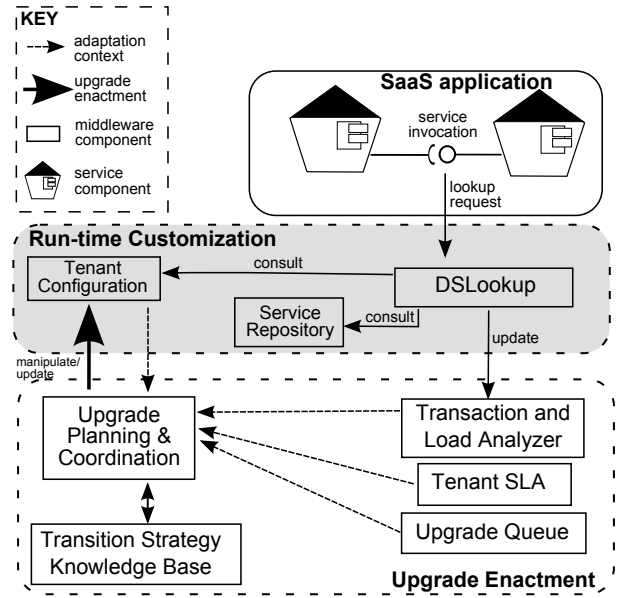 KEY
adaptation
context
upgrade
enactment
middleware
component
service
component
SaaS application
service
invocation
lookup
request
Run-time Customization
Tenant
Configuration
consult
DSLookup
Service
Repository
consult
manipulate/
update
update
Upgrade
Planning &
Coordination
Transaction and
Load Analyzer
Tenant SLA
Upgrade Queue
Transition Strategy
Knowledge Base
Upgrade Enactment